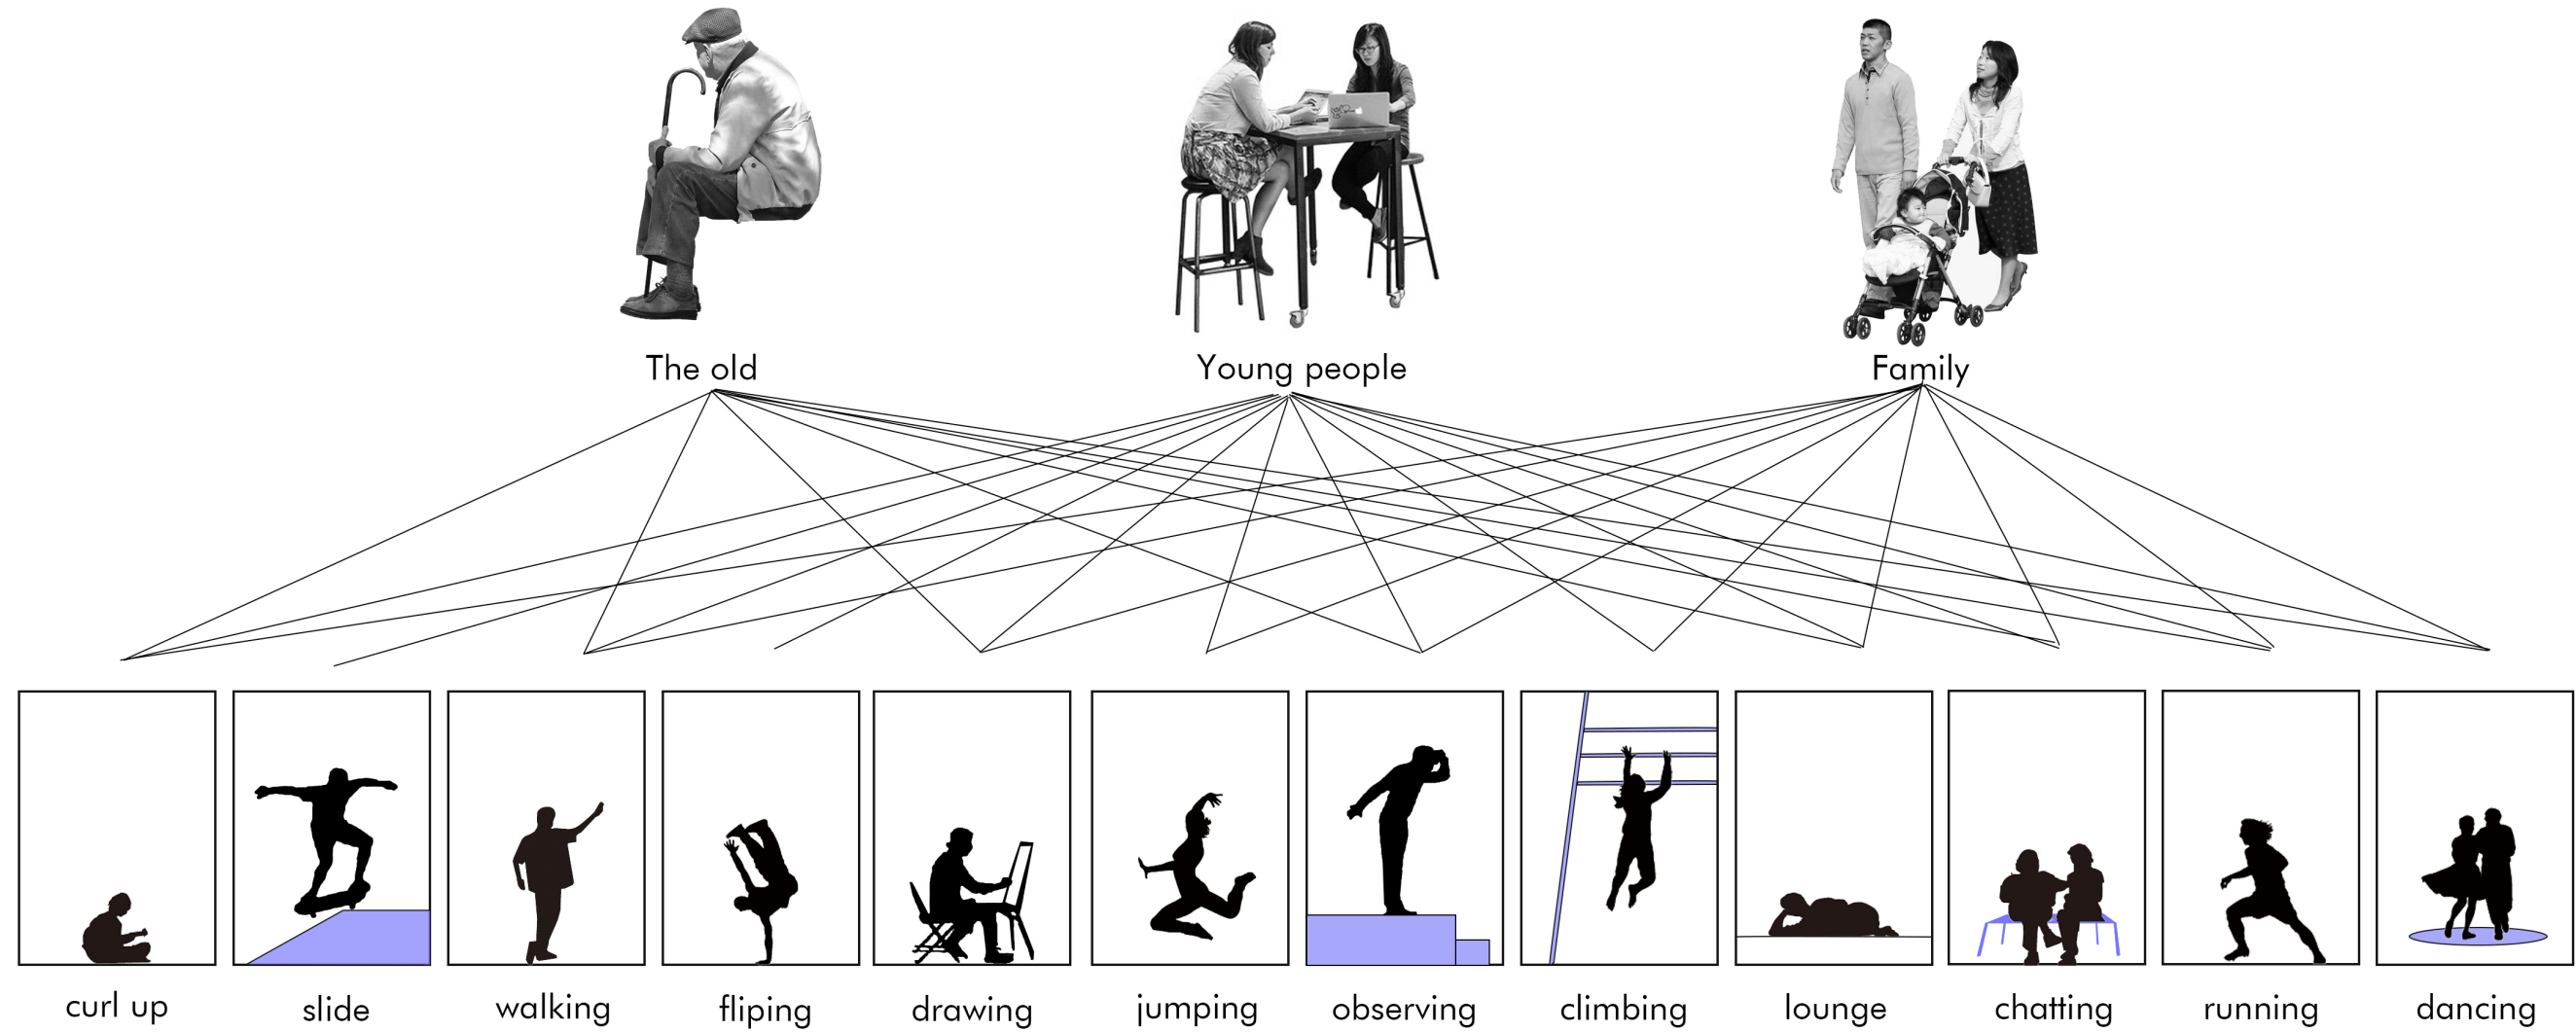 The old
Young people
Family
curl up
slide
walking
fliping
drawing
jumping
observing
climbing
lounge
chatting
running
dancing